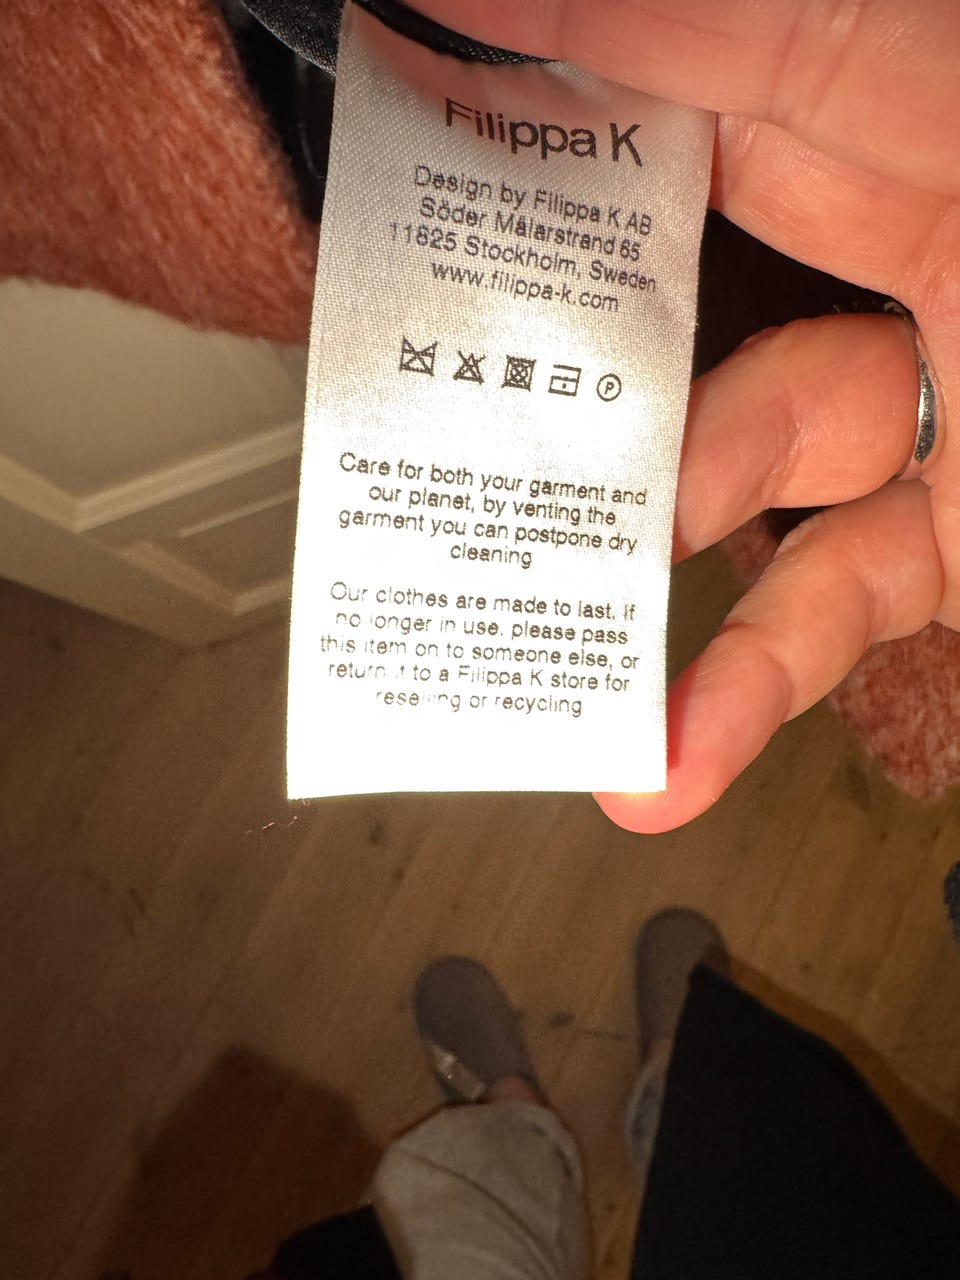 Filippa K
Design by Filippa K AB
Söder Mälarstrand 65
11825 Stockholm, Sweden
www.filippa-k.com
P
Care for both your garment and
our planet, by venting the
garment you can postpone dry
cleaning
Our clothes are made to last. If
no longer in use, please pass
this item on to someone else, or
return it to a Filippa K store for
reselling or recycling